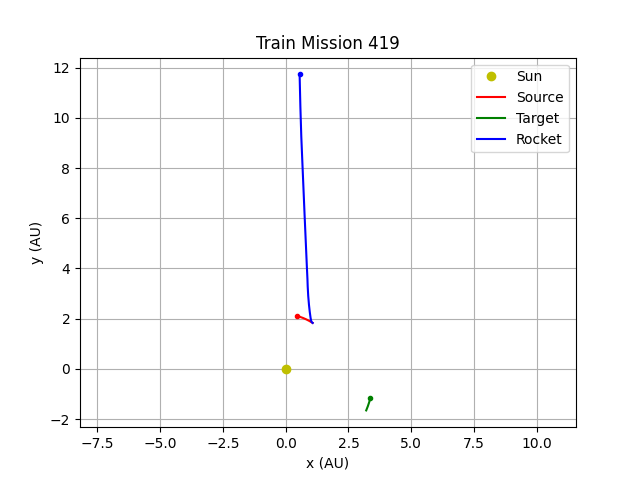 Train Mission 419
Sun
Source
Target
Rocket
12
10
8
6
4
2
0
−2
y (AU)
−7.5 −5.0 −2.5 0.0 2.5 5.0 7.5 10.0
x (AU)